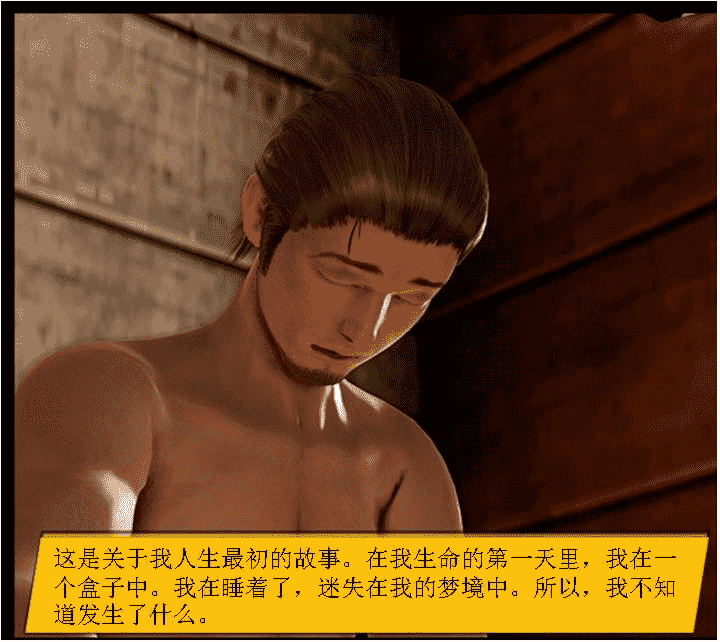 这是关于我人生最初的故事。在我生命的第一天里，我在一
个盒子中。我在睡着了，迷失在我的梦境中。所以，我不知
道发生了什么。